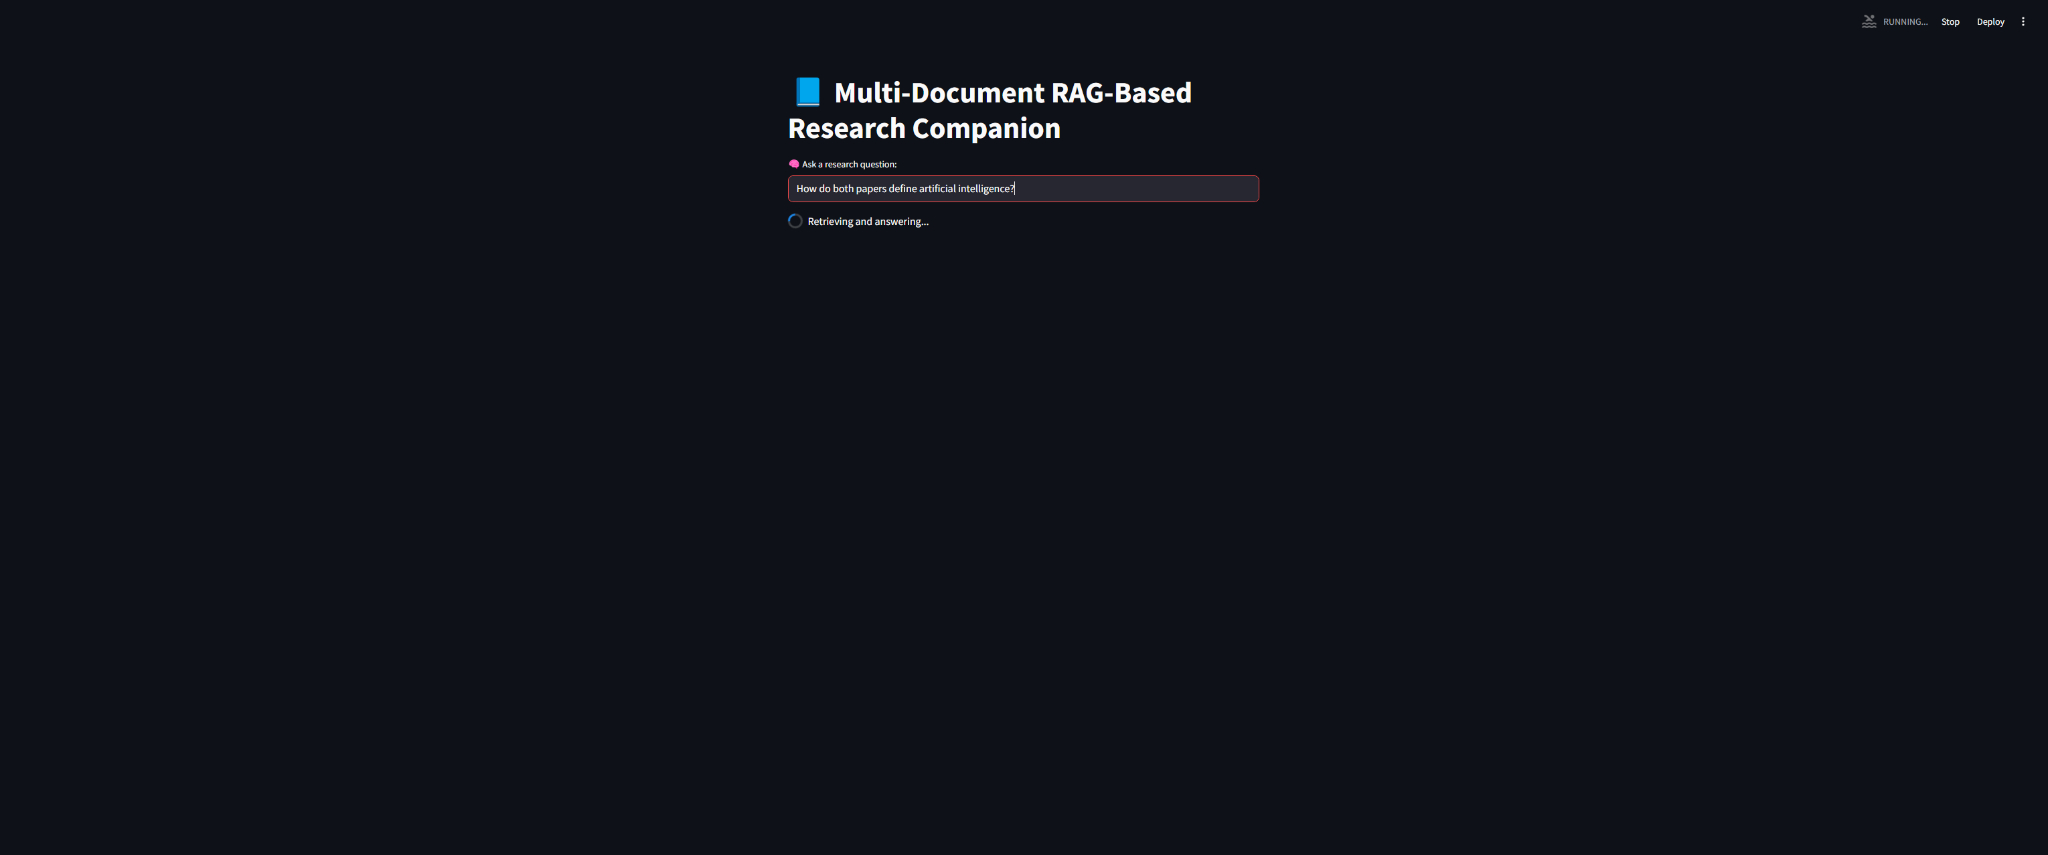 RUNNING...
Stop
Deploy
Multi-Document RAG-Based
Research Companion
Ask a research question:
How do both papers define artificial intelligence?
Retrieving and answering...